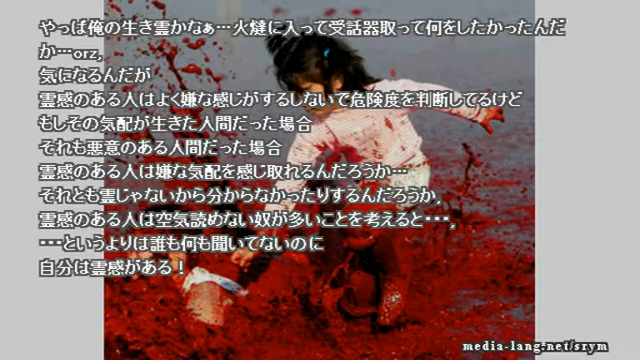 やっぱ俺の生き霊かなぁ…火燵に入って受話器取って何をしたかったんだ
か…orz,
気になるんだが
霊感のある人はよく嫌な感じがするしないで危険度を判断してるけど
もしその気配が生きた人間だった場合
それも悪意のある人間だった場合
霊感のある人は嫌な気配を感じ取れるんだろうか…
それとも霊じゃないから分からなかったりするんだろうか,
霊感のある人は空気読めない奴が多いことを考えると・・・,
・・・というよりは誰も何も聞いてないのに
自分は霊感がある！
media-lang.net/srym